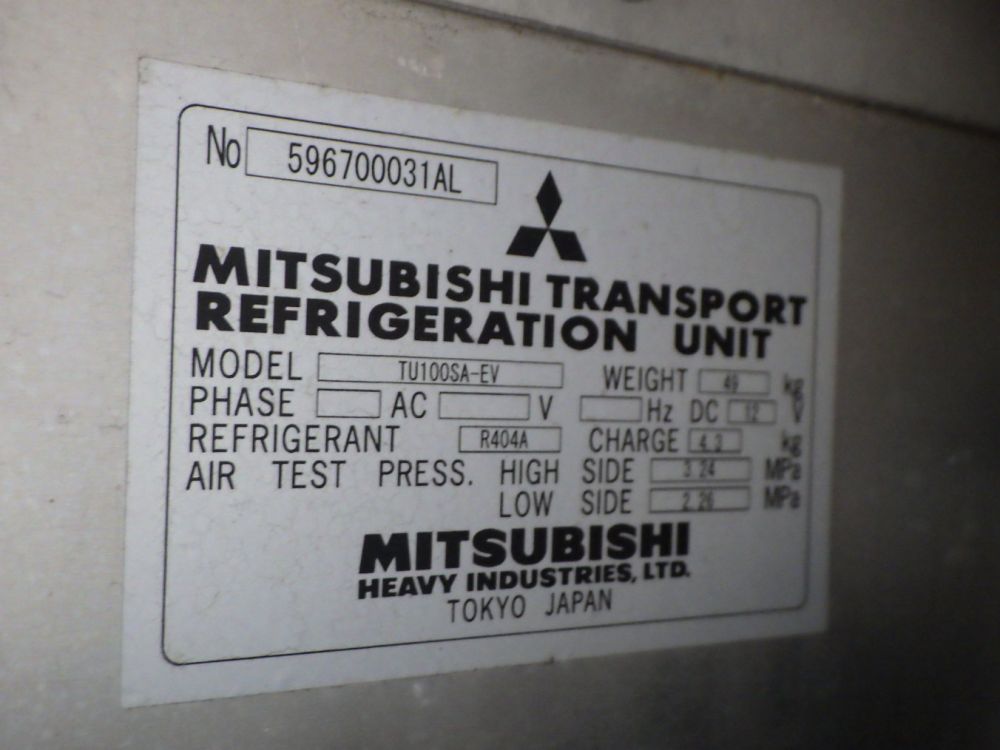 No 596700031AL
MITSUBISHI TRANSPORT
REFRIGERATION UNIT
MODEL TU100SA-EV WEIGHT 49 kg
PHASE AC V Hz DC 12 V
REFRIGERANT R404A CHARGE 4.3 kg
AIR TEST PRESS. HIGH SIDE 3.24 MPa
LOW SIDE 2.26 MPa
MITSUBISHI
HEAVY INDUSTRIES, LTD.
TOKYO JAPAN